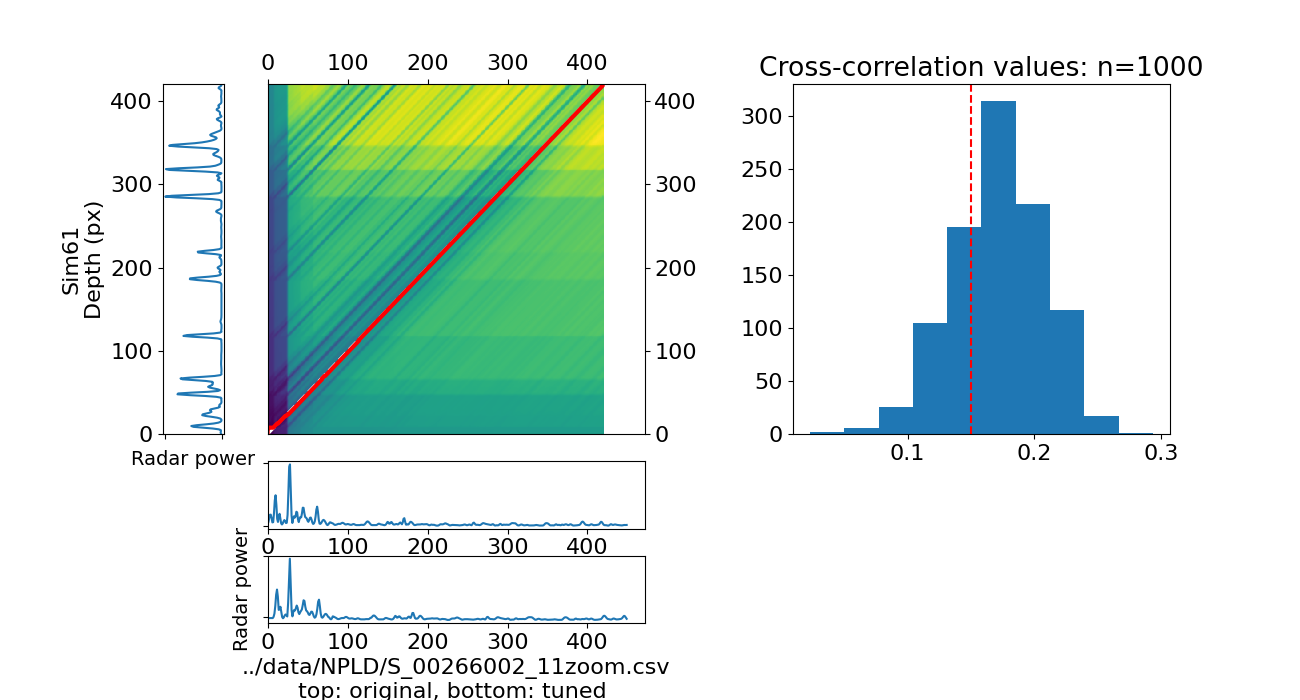 0 100 200 300 400
Cross-correlation values: n=1000
400
300
200
100
0
Sim61
Depth (px)
Radar power
400
300
200
100
0
300
250
200
150
100
50
0
0.1 0.2 0.3
0 100 200 300 400
Radar power
0 100 200 300 400
../data/NPLD/S_00266002_11zoom.csv
top: original, bottom: tuned